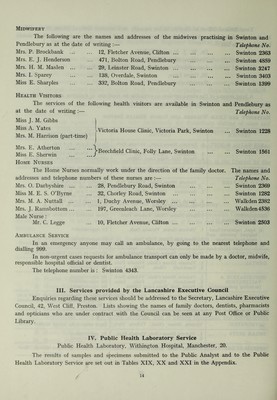 MIDWIFERY
The following are the names and addresses of the midwives practising in Swinton and
Pendlebury as at the date of writing :— Telephone No.
Mrs. P. Brockbank ... ... 12, Fletcher Avenue, Clifton ... ... ... Swinton 2363
Mrs. E. J. Henderson ... 471, Bolton Road, Pendlebury ... ... Swinton 4859
Mrs. H. M. Maslen ... ... 29, Leinster Road, Swinton ... ... ... Swinton 3247
Mrs. I. Spavey ... ... 139, Overdale, Swinton ... ... ... Swinton 3403
Miss E. Sharples ... ... 332, Bolton Road, Pendlebury ... ... Swinton 1399
HEALTH VISITORS
The services of the following health visitors are available in Swinton and Pendlebury as
at the date of writing :— Telephone No.
Miss J. M. Gibbs
Miss A. Yates
Mrs. M. Harrison (part-time)
Victoria House Clinic, Victoria Park, Swinton ... Swinton 1228
Mrs. E. Atherton ... ...
Miss E. Sherwin ... ...
Beechfield Clinic, Folly Lane, Swinton ... Swinton 1561
HOME NURSES
The Home Nurses normally work under the direction of the family doctor. The names and
addresses and telephone numbers of these nurses are :— Telephone No.
Mrs. O. Darbyshire ... ... 28, Pendlebury Road, Swinton ... ... Swinton 2369
Miss M. E. S. O'Byrne ... 32, Chorley Road, Swinton ... ... ... Swinton 1282
Mrs. M. A. Nuttall ... ... 1, Duchy Avenue, Worsley ... ... ... Walkden 2382
Mrs. J. Ramsbottom ... ... 197, Greenleach Lane, Worsley ... ... Walkden 4836
Male Nurse :
Mr. C. Legge ... 10, Fletcher Avenue, Clifton ... ... ... Swinton 2503
AMBULANCE SERVICE
In an emergency anyone may call an ambulance, by going to the nearest telephone and
dialling 999.
In non-urgent cases requests for ambulance transport can only be made by a doctor, midwife,
responsible hospital official or dentist.
The telephone number is : Swinton 4343.
III. Services provided by the Lancashire Executive Council
Enquiries regarding these services should be addressed to the Secretary, Lancashire Executive
Council, 42, West Cliff, Preston. Lists showing the names of family doctors, dentists, pharmacists
and opticians who are under contract with the Council can be seen at any Post Office or Public
Library.
IV. Public Health Laboratory Service
Public Health Laboratory, Withington Hospital, Manchester, 20.
The results of samples and specimens submitted to the Public Analyst and to the Public
Health Laboratory Service are set out in Tables XIX, XX and XXI in the Appendix.
14